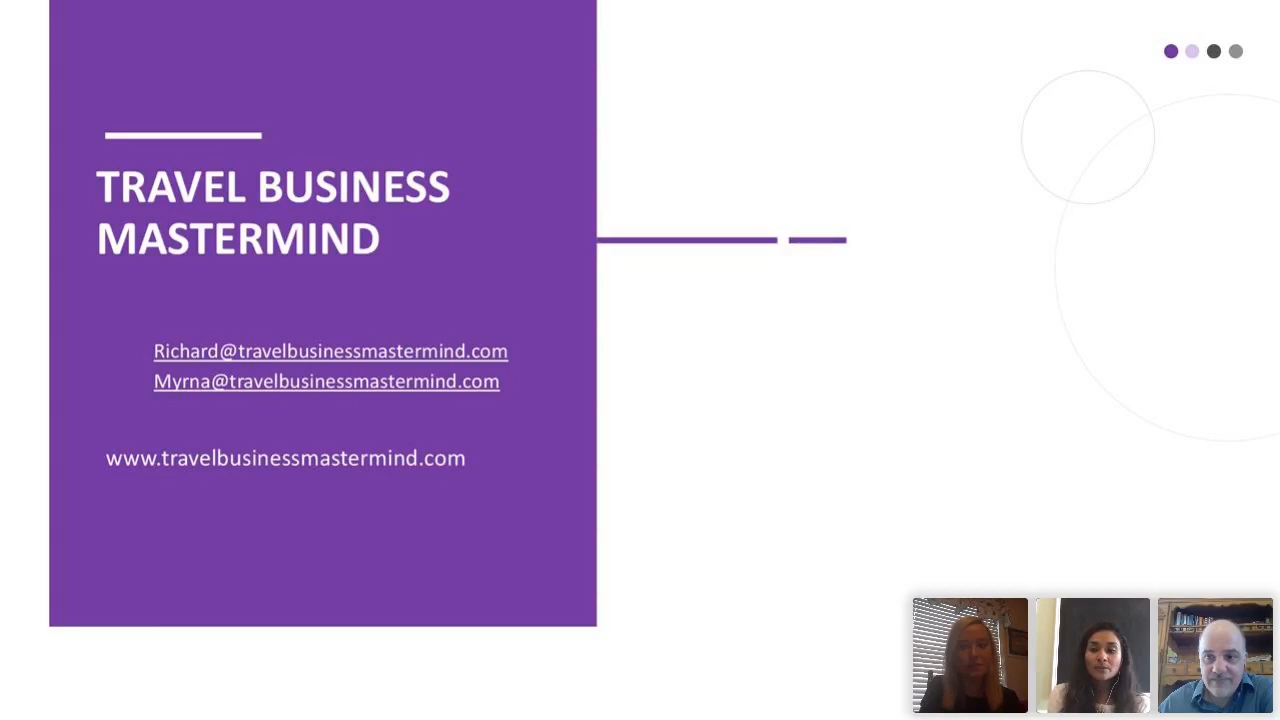 TRAVEL BUSINESS
MASTERMIND
Richard@travelbusinessmastermind.com
Myrna@travelbusinessmastermind.com
www.travelbusinessmastermind.com